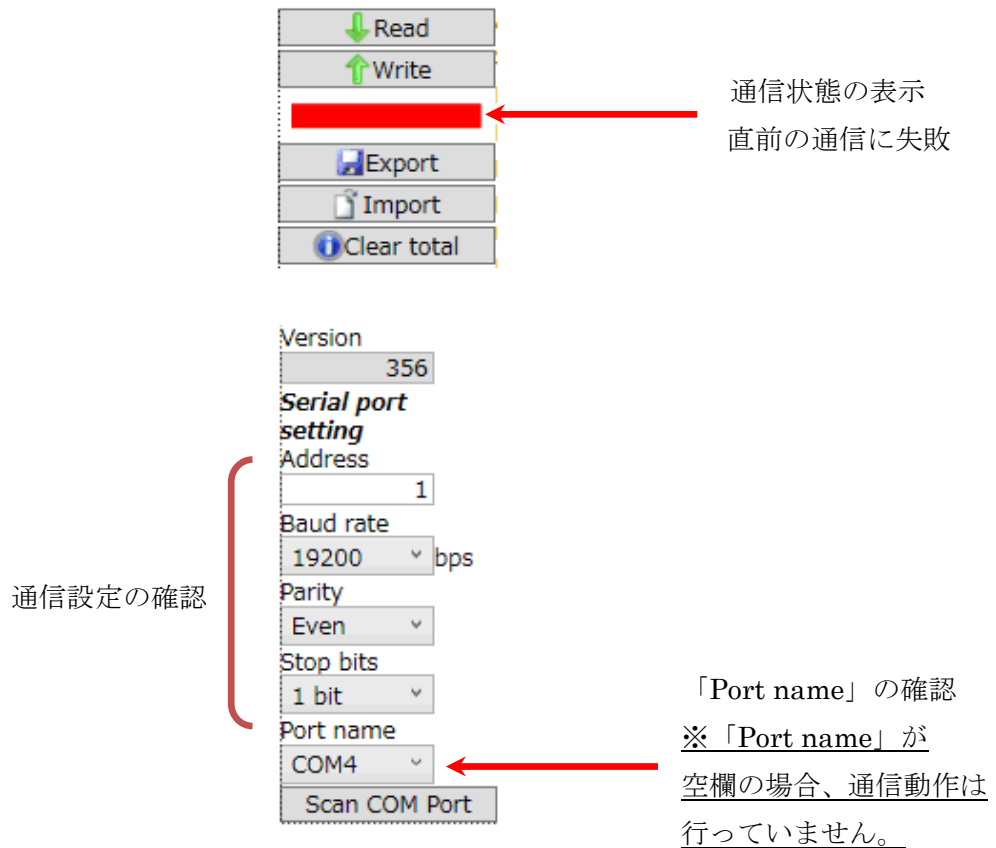 Read
Write
通信状態の表示
直前の通信に失敗
Export
Import
Clear total
Version
356
Serial port
setting
Address
1
Baud rate
19200 bps
通信設定の確認
Parity
Even
Stop bits
1 bit
Port name
COM4
Scan COM Port
「Port name」の確認
※「Port name」が
空欄の場合、通信動作は
行っていません。